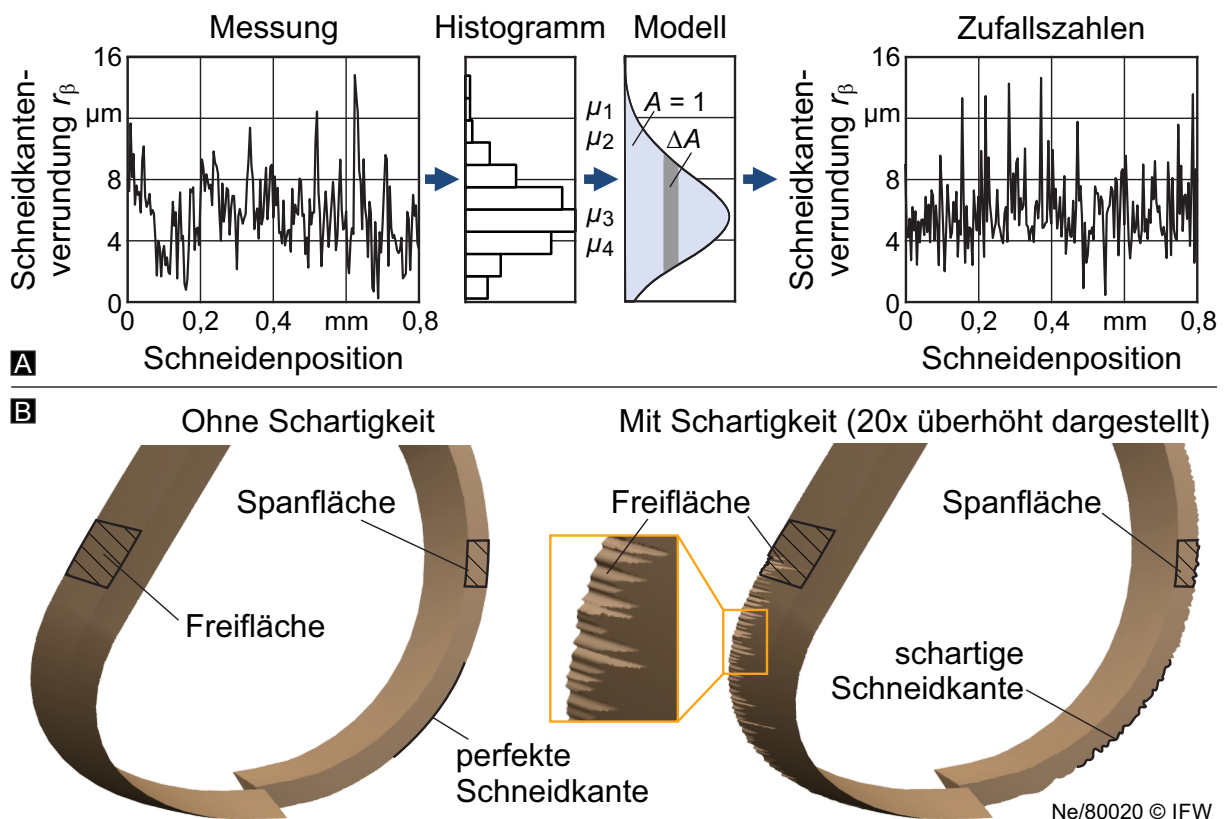 Messung
Histogramm
Modell
Zufallszahlen
Schneidkanten-
verrundung rβ
16
µm
8
4
0
0
0,2
0,4
mm
0,8
Schneidenposition
µ1
µ2
µ3
µ4
A = 1
ΔA
Schneidkanten-
verrundung rβ
16
µm
8
4
0
0
0,2
0,4
mm
0,8
Schneidenposition
A
B
Ohne Schartigkeit
Mit Schartigkeit (20x überhöht dargestellt)
Spanfläche
Freifläche
perfekte
Schneidkante
Freifläche
Spanfläche
schartige
Schneidkante
Ne/80020 © IFW